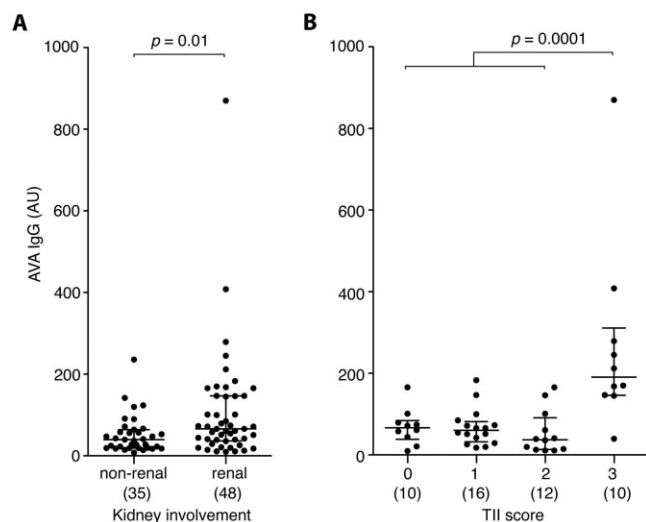 A
p = 0.01
1000
800
600
400
200
0
AVA IgG (AU)
non-renal renal
(35) (48)
Kidney involvement
B
p = 0.0001
1000
800
600
400
200
0
0 1 2 3
(10) (16) (12) (10)
TII score